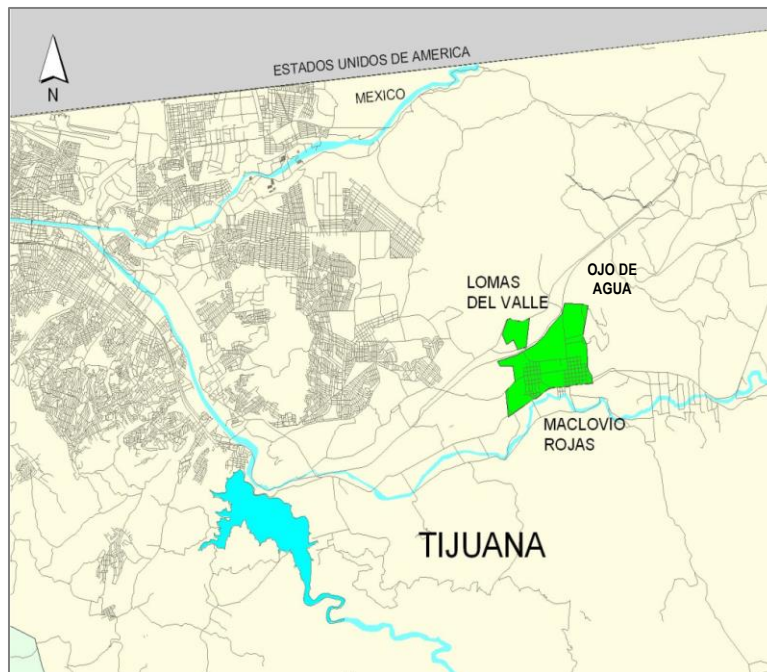 ESTADOS UNIDOS DE AMERICA
MEXICO
N
LOMAS
DEL VALLE
OJO DE
AGUA
MACLOVIO
ROJAS
TIJUANA